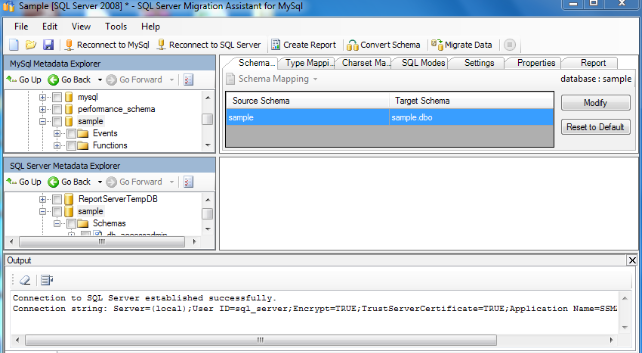 Sample [SQL Server 2008] * - SQL Server Migration Assistant for MySql
File Edit View Tools Help
Reconnect to MySql Reconnect to SQL Server Create Report Convert Schema Migrate Data
MySql Metadata Explorer
Go Up Go Back Go Forward
mysql
performance_schema
sample
Events
Functions
Schema... Type Mappi... Charset Ma... SQL Modes Settings Properties Report
Schema Mapping database : sample
Source Schema Target Schema
sample sample.dbo
Modify
Reset to Default
SQL Server Metadata Explorer
Go Up Go Back Go Forward
ReportServerTempDB
sample
Schemas
db_accessadmin
Output
Connection to SQL Server established successfully.
Connection string: Server=(local);User ID=sql_server;Encrypt=TRUE;TrustServerCertificate=TRUE;Application Name=SSM